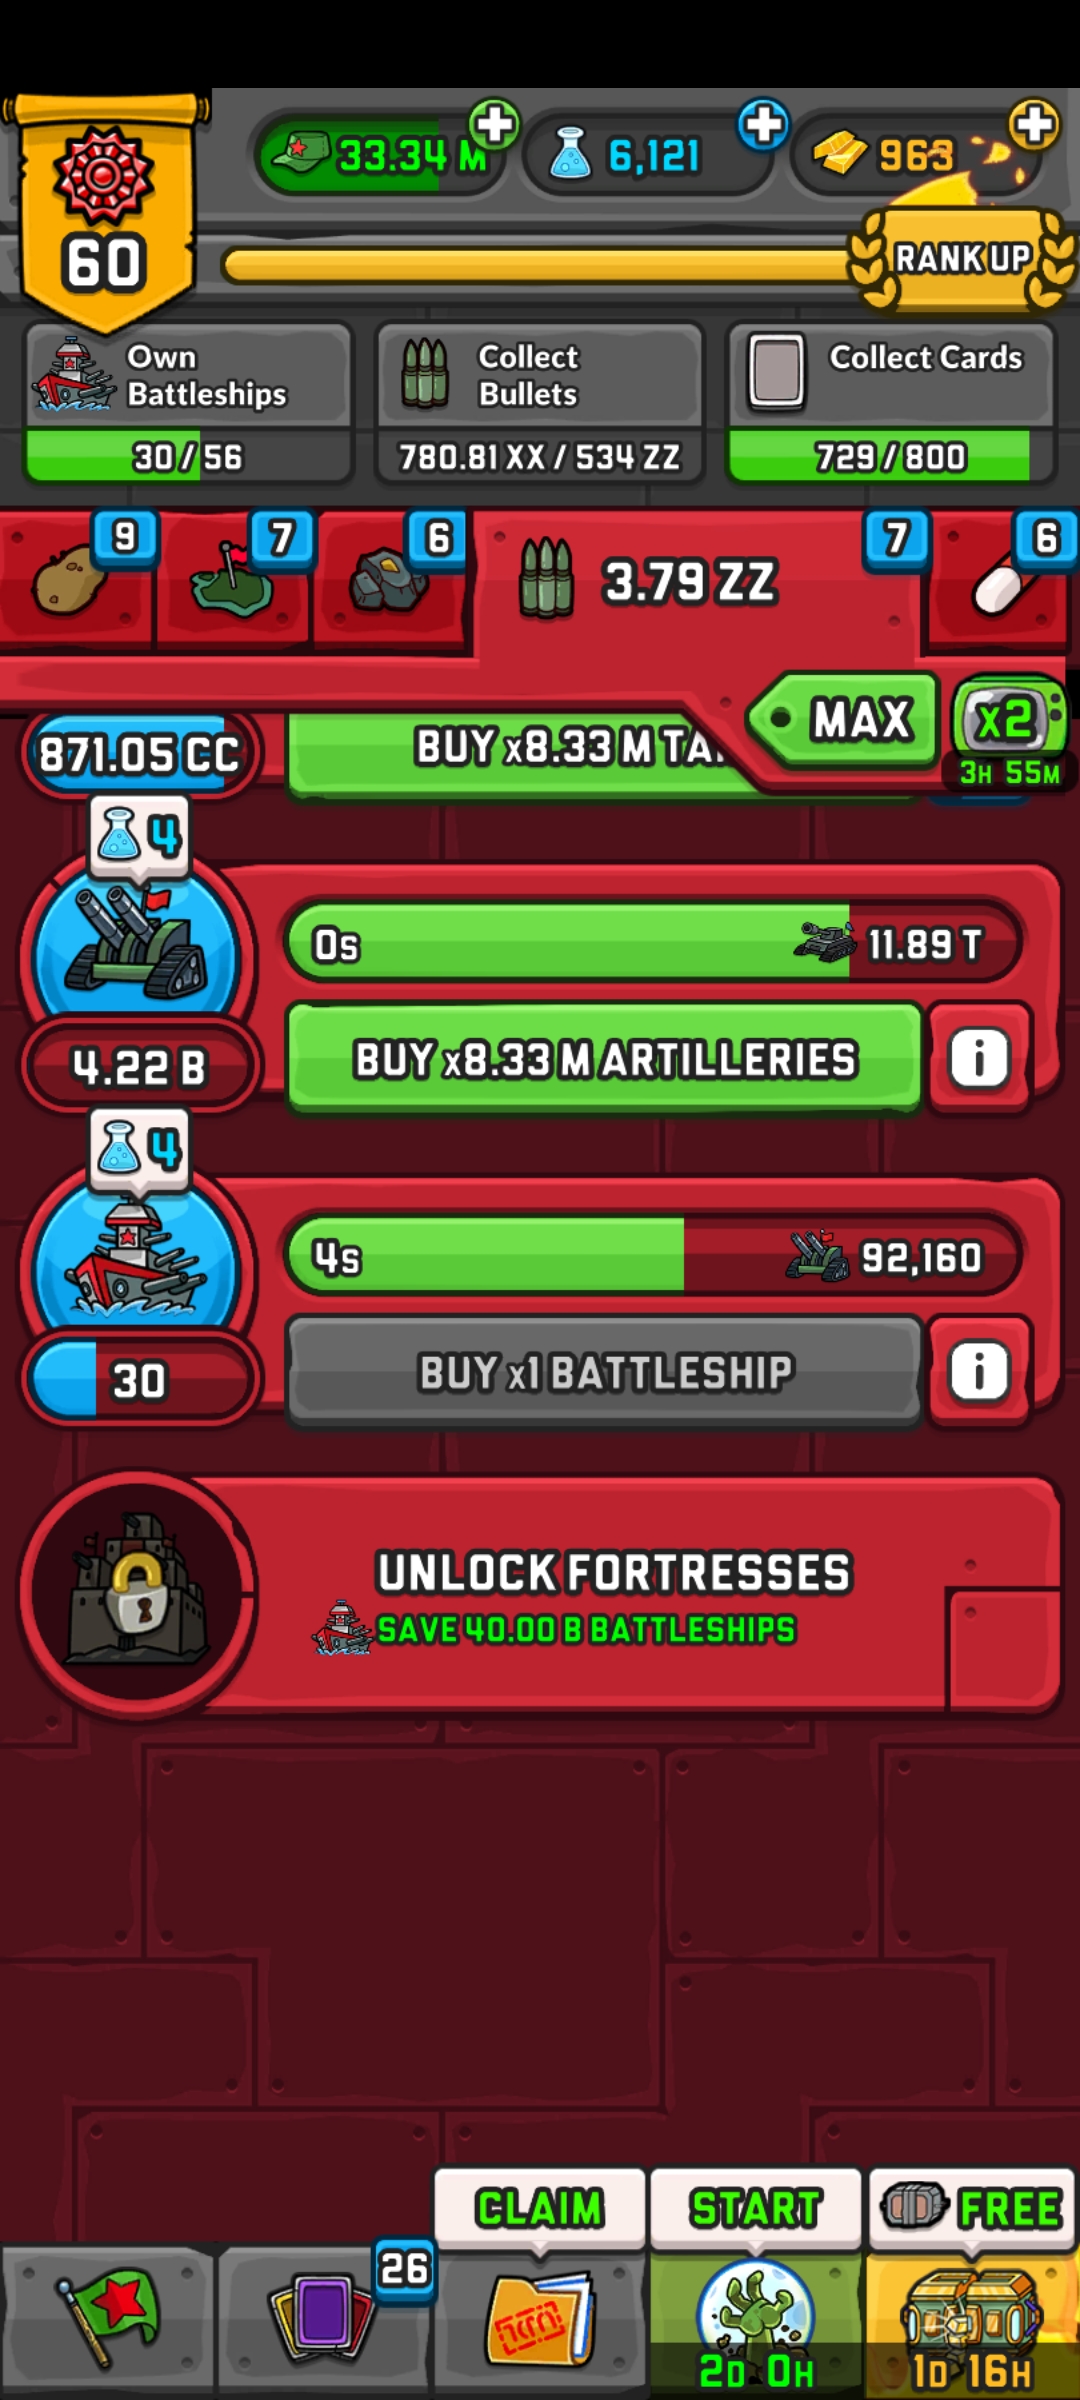 33.34 M
6,121
963
60
RANK UP
Own
Battleships
30/56
Collect
Bullets
780.81 XX / 534 ZZ
Collect Cards
729/800
9
7
6
3.79 ZZ
7
6
MAX
x2
3H 55M
871.05 CC
BUY x8.33 M TA
4
0s
11.89 T
4.22 B
BUY x8.33 M ARTILLERIES
i
4
4s
92,160
30
BUY x1 BATTLESHIP
i
UNLOCK FORTRESSES
SAVE 40.00 B BATTLESHIPS
CLAIM
START
FREE
26
2D 0H
1D 16H